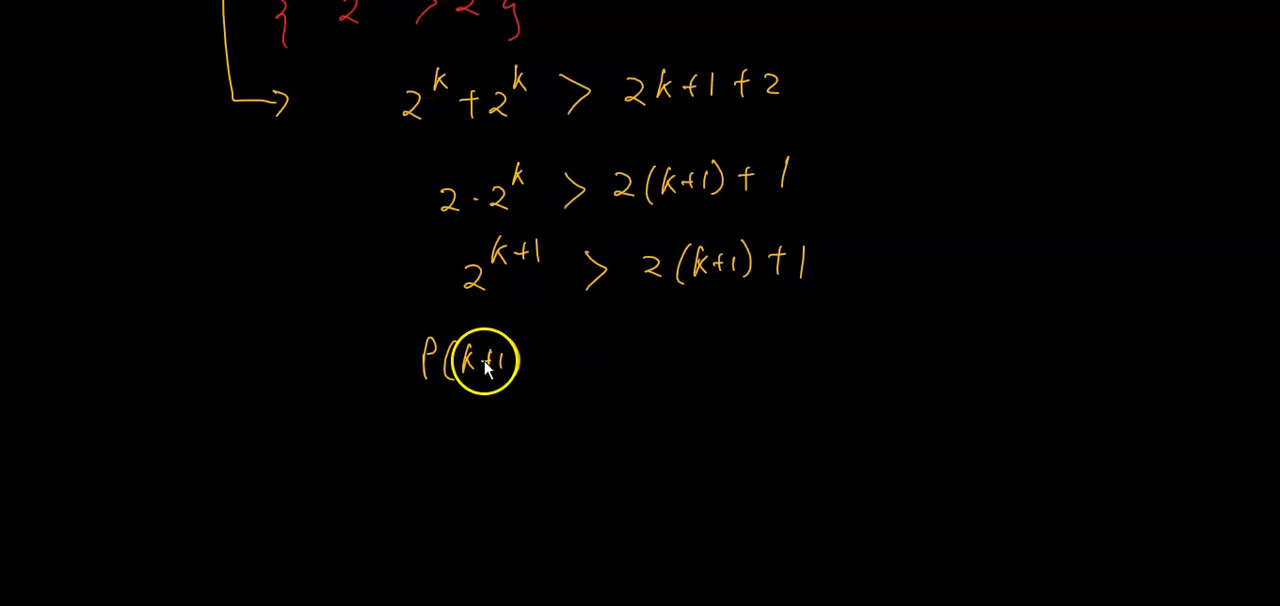 2^k + 2^k > 2k+1+2
2 · 2^k > 2(k+1) + 1
2^{k+1} > 2(k+1) + 1
P(k+1